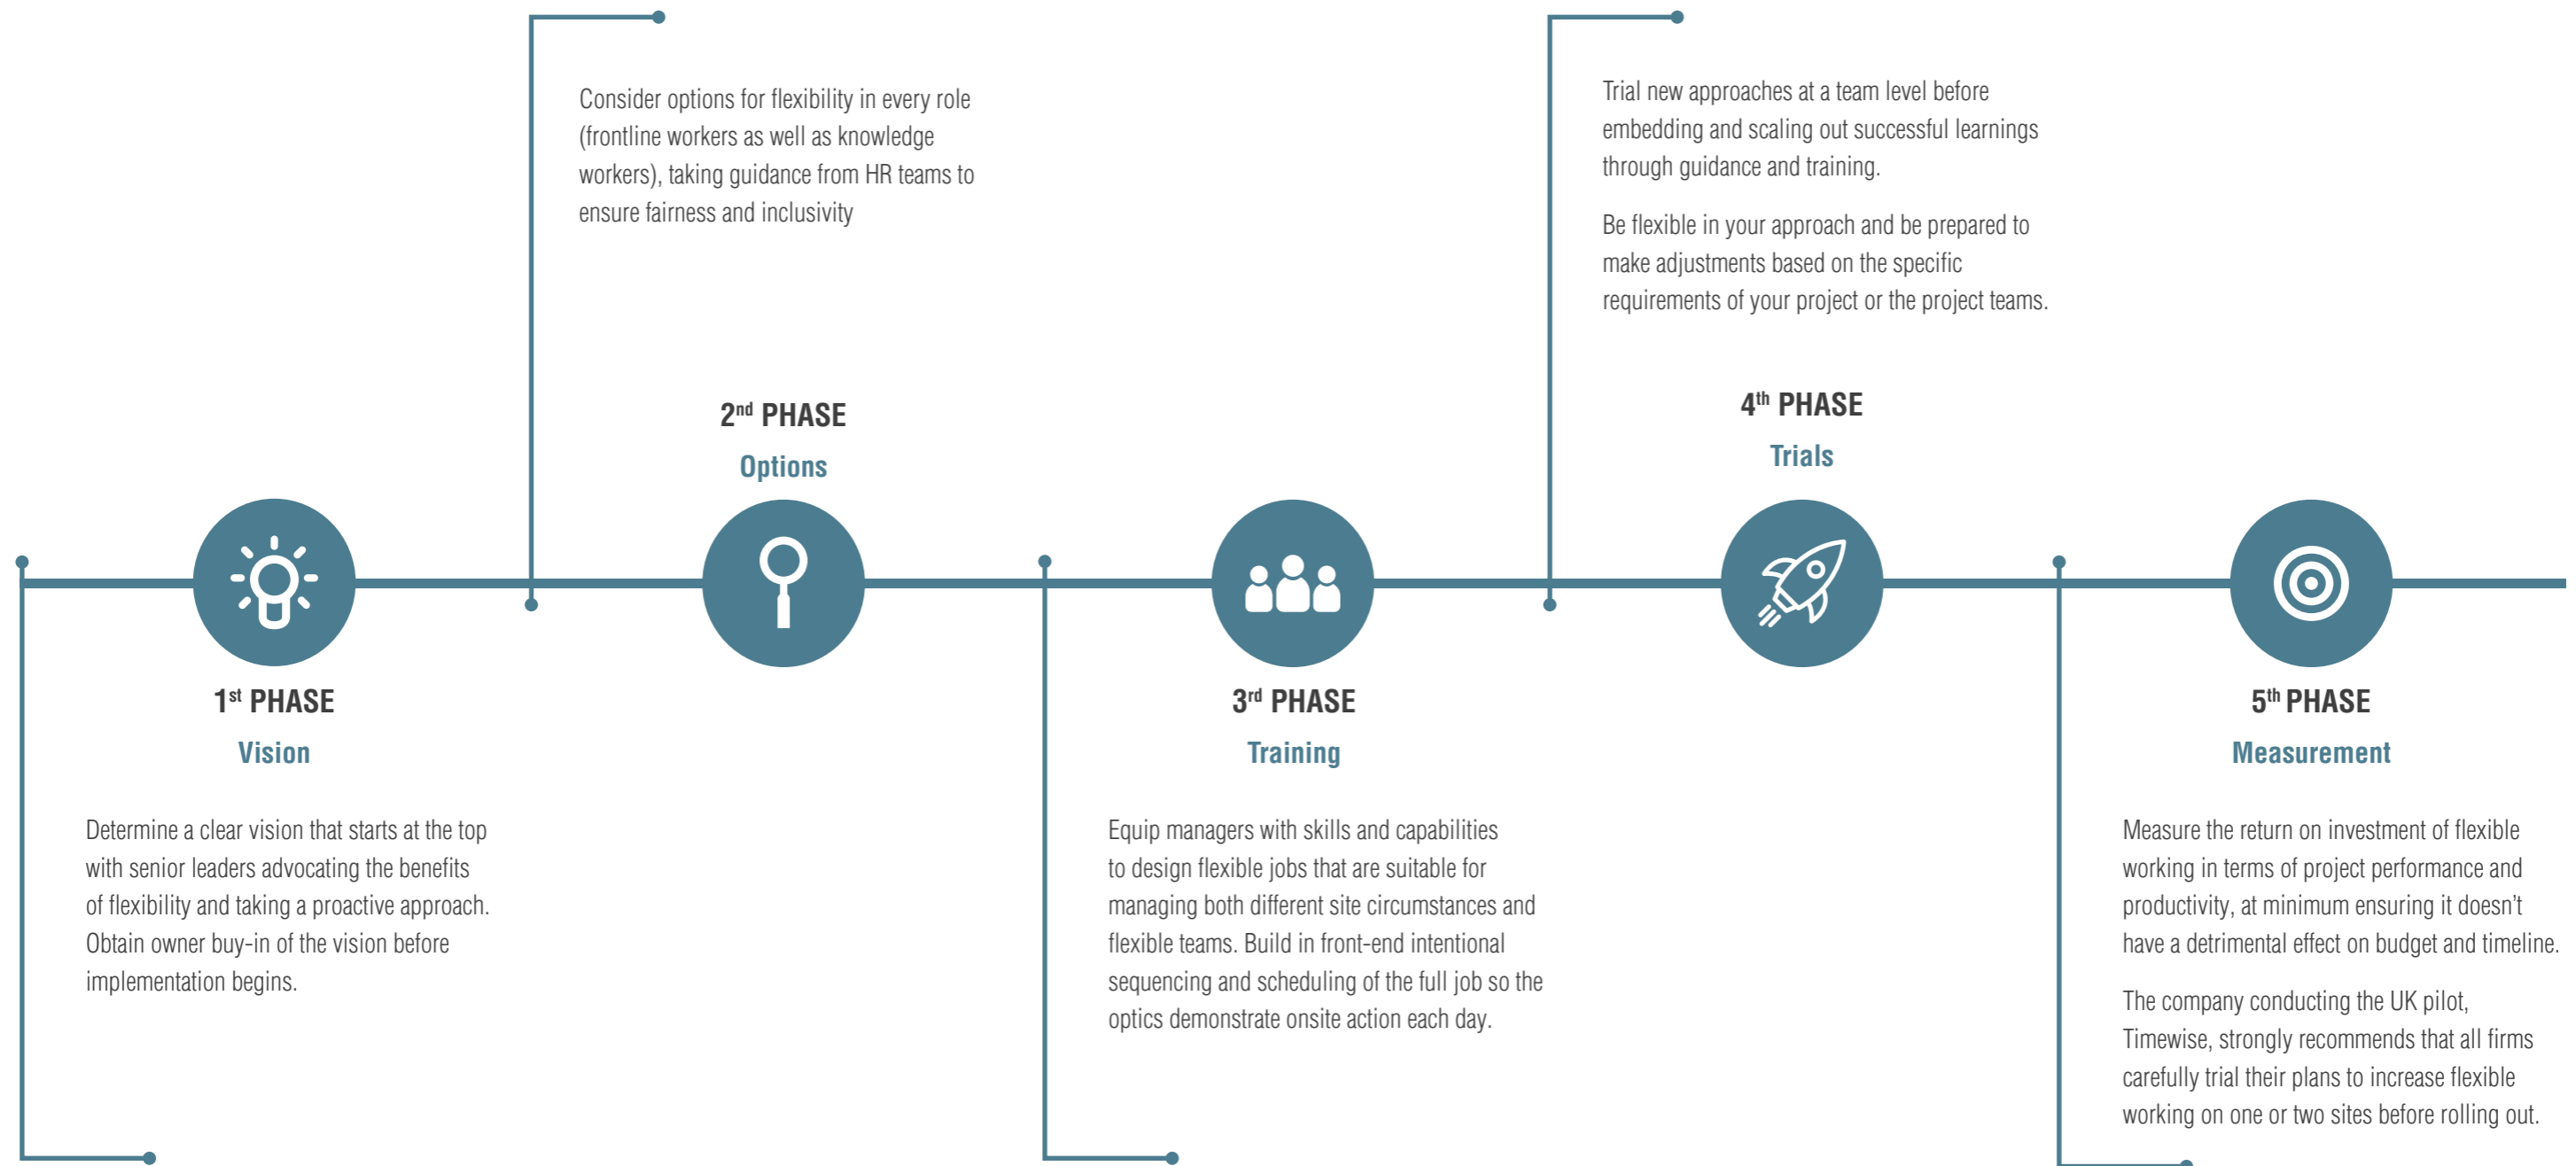 1st PHASE
Vision
Determine a clear vision that starts at the top
with senior leaders advocating the benefits
of flexibility and taking a proactive approach.
Obtain owner buy-in of the vision before
implementation begins.
Consider options for flexibility in every role
(frontline workers as well as knowledge
workers), taking guidance from HR teams to
ensure fairness and inclusivity
2nd PHASE
Options
3rd PHASE
Training
Equip managers with skills and capabilities
to design flexible jobs that are suitable for
managing both different site circumstances and
flexible teams. Build in front-end intentional
sequencing and scheduling of the full job so the
optics demonstrate onsite action each day.
Trial new approaches at a team level before
embedding and scaling out successful learnings
through guidance and training.
Be flexible in your approach and be prepared to
make adjustments based on the specific
requirements of your project or the project teams.
4th PHASE
Trials
5th PHASE
Measurement
Measure the return on investment of flexible
working in terms of project performance and
productivity, at minimum ensuring it doesn't
have a detrimental effect on budget and timeline.
The company conducting the UK pilot,
Timewise, strongly recommends that all firms
carefully trial their plans to increase flexible
working on one or two sites before rolling out.